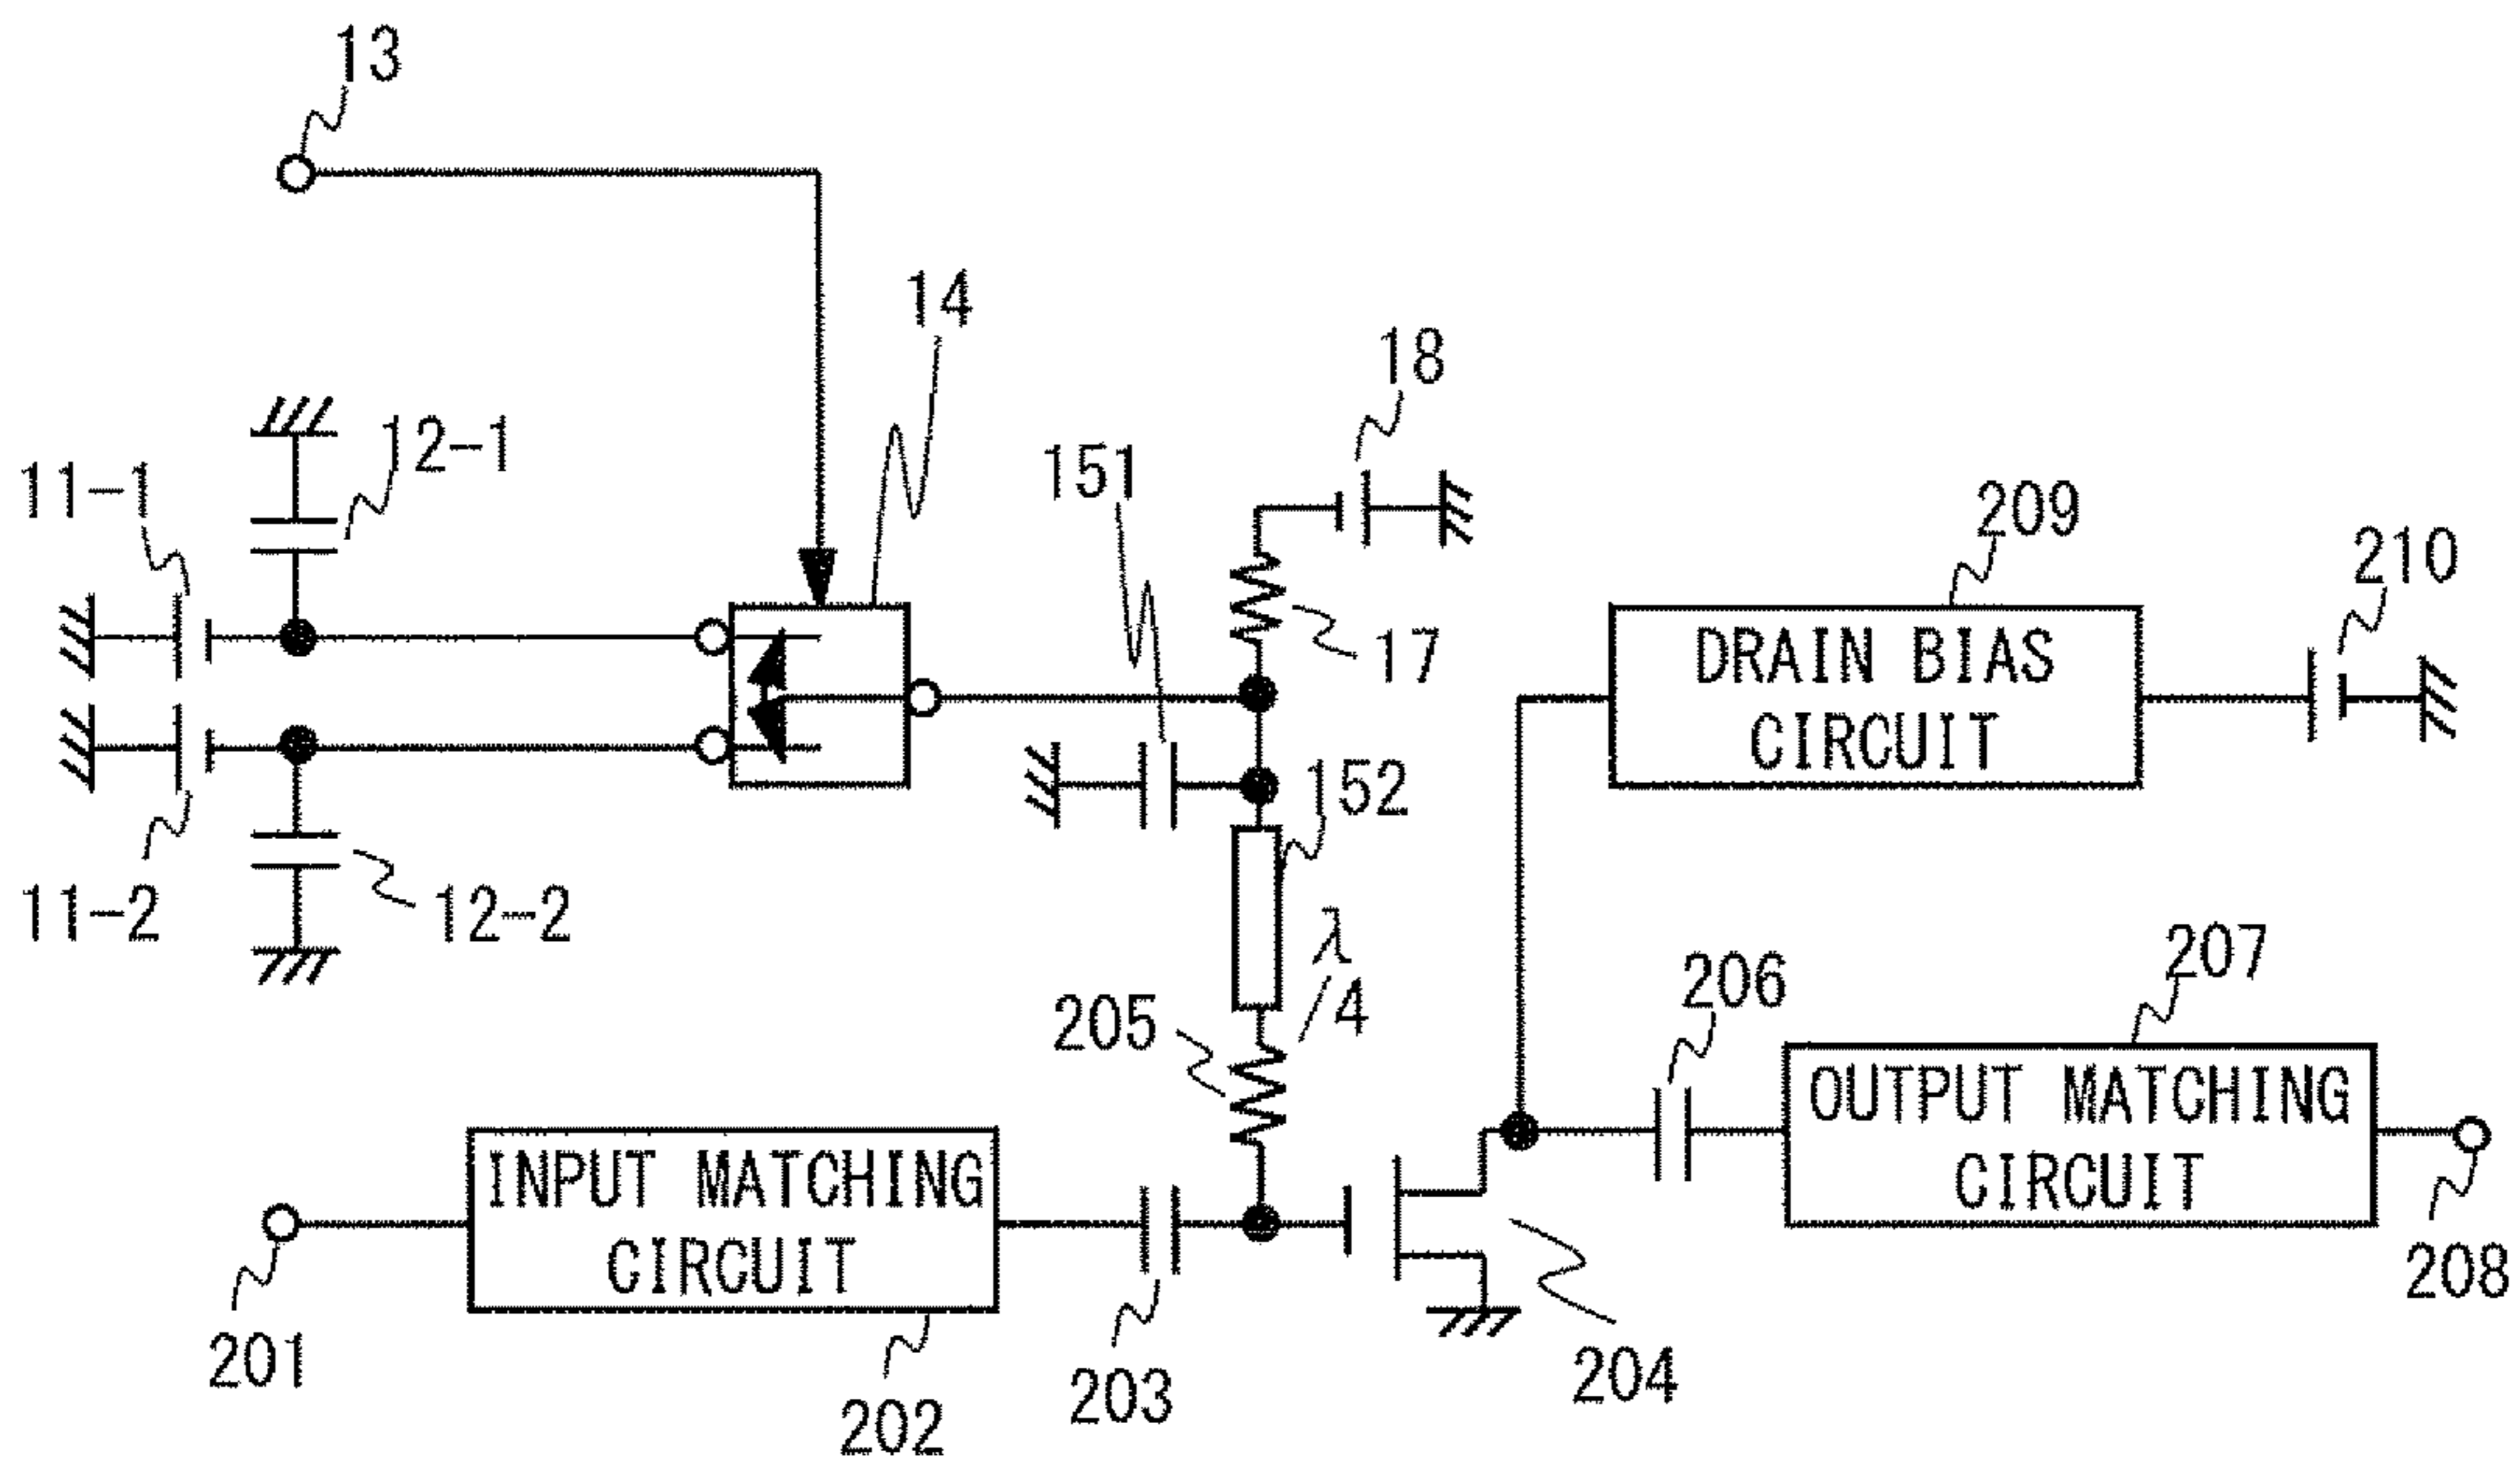 13
14
18
12-1
151
11-1
209
210
17
DRAIN BIAS
CIRCUIT
152
11-2
12-2
λ/4
206
207
205
OUTPUT MATCHING
CIRCUIT
INPUT MATCHING
CIRCUIT
208
201
204
203
202